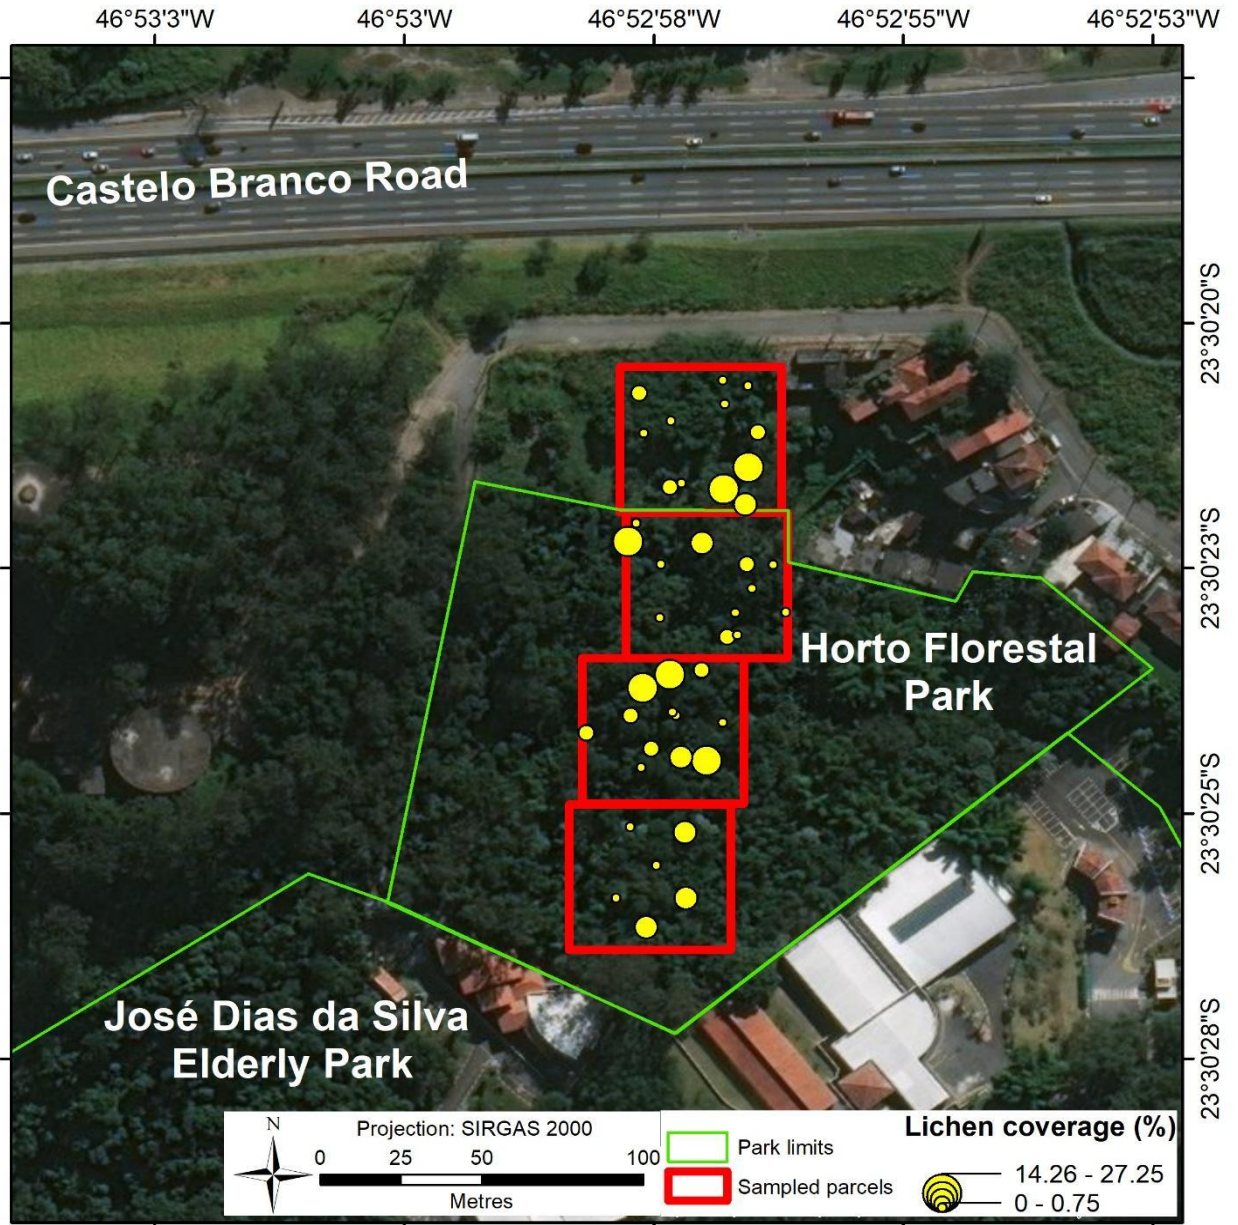 46°53'3"W 46°53'W 46°52'58"W 46°52'55"W 46°52'53"W
Castelo Branco Road
23°30'20"S
23°30'23"S
Horto Florestal
Park
23°30'25"S
José Dias da Silva
Elderly Park
23°30'28"S
N
Projection: SIRGAS 2000
0 25 50 100
Metres
Park limits
Sampled parcels
Lichen coverage (%)
14.26 - 27.25
0 - 0.75